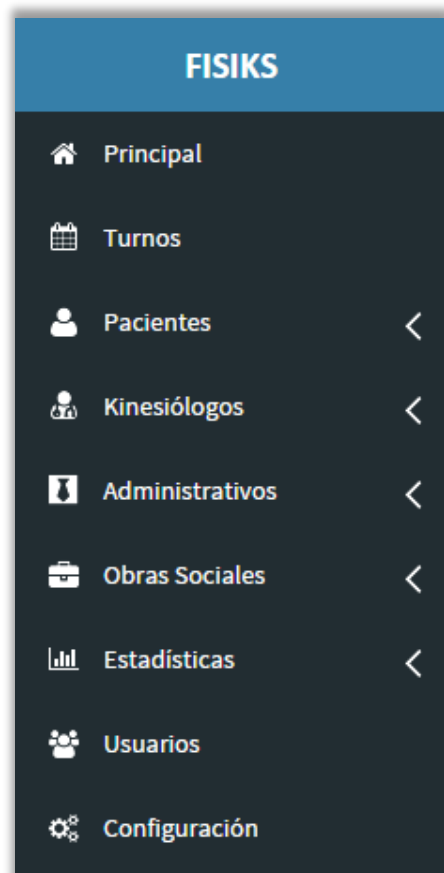 FISIKS
Principal
Turnos
Pacientes
Kinesiólogos
Administrativos
Obras Sociales
Estadísticas
Usuarios
Configuración